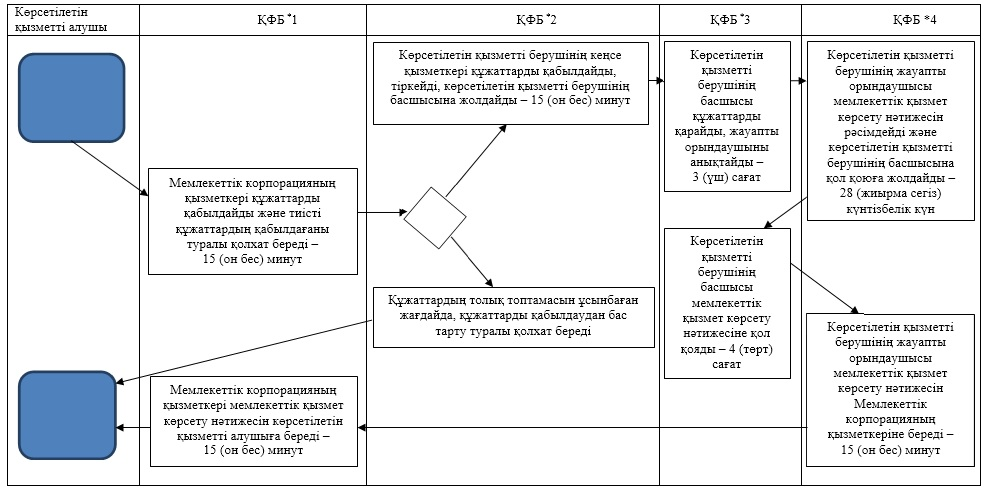 Көрсетілетін
қызметті алушы
ҚФБ *1
ҚФБ *2
ҚФБ *3
ҚФБ *4
Көрсетілетін қызметті берушінің кеңсе
қызметкері құжаттарды қабылдайды,
тіркейді, көрсетілетін қызметті берушінің
басшысына жолдайды – 15 (он бес) минут
Көрсетілетін
қызметті
берушінің
басшысы
құжаттарды
қарайды, жауапты
орындаушыны
анықтайды –
3 (үш) сағат
Көрсетілетін қызметті
берушінің жауапты
орындаушысы
мемлекеттік қызмет
көрсету нәтижесін
рәсімдейді және
көрсетілетін қызметті
берушінің басшысына
қол қоюға жолдайды –
28 (жиырма сегіз)
күнтізбелік күн
Мемлекеттік корпорацияның
қызметкері құжаттарды
қабылдайды және тиісті
құжаттардың қабылдағаны
туралы қолхат береді –
15 (он бес) минут
Көрсетілетін
қызметті
берушінің
басшысы
мемлекеттік
қызмет көрсету
нәтижесіне қол
қояды – 4 (төрт)
сағат
Құжаттардың толық топтамасын ұсынбаған
жағдайда, құжаттарды қабылдаудан бас
тарту туралы қолхат береді
Көрсетілетін қызметті
берушінің жауапты
орындаушысы
мемлекеттік қызмет
көрсету нәтижесін
Мемлекеттік
корпорацияның
қызметкеріне береді –
15 (он бес) минут
Мемлекеттік корпорацияның
қызметкері мемлекеттік қызмет
көрсету нәтижесін көрсетілетін
қызметті алушыға береді –
15 (он бес) минут